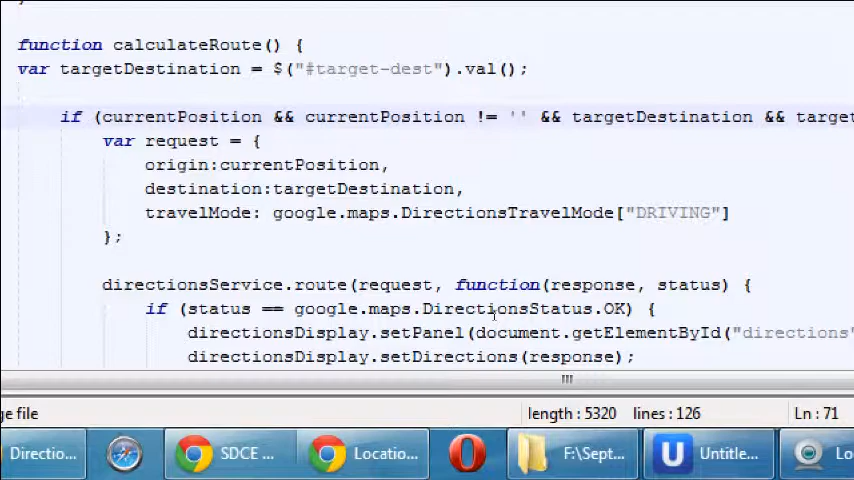 function calculateRoute() {
var targetDestination = $("#target-dest").val();
if (currentPosition && currentPosition != '' && targetDestination && target
var request = {
origin:currentPosition,
destination:targetDestination,
travelMode: google.maps.DirectionsTravelMode["DRIVING"]
};
directionsService.route(request, function(response, status) {
if (status == google.maps.DirectionsStatus.OK) {
directionsDisplay.setPanel(document.getElementById("directions"
directionsDisplay.setDirections(response);
ge file length : 5320 lines : 126 Ln : 71
Directio... SDCE ... Locatio... F:\Sept... U Untitle... Lo